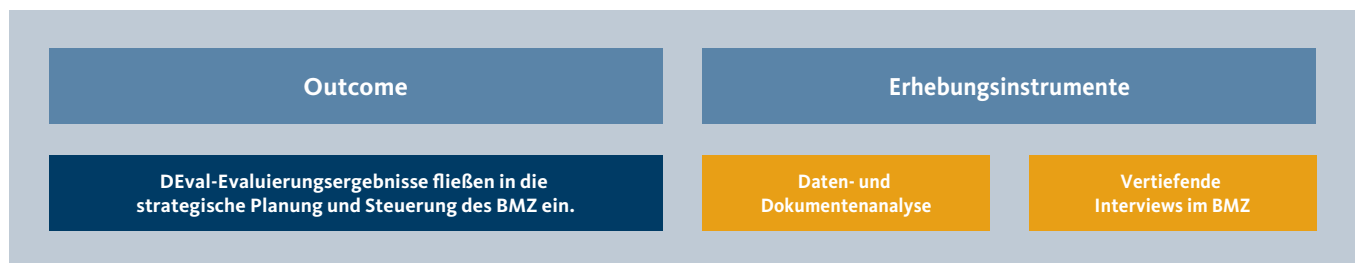 Outcome
Erhebungsinstrumente
DEval-Evaluierungsergebnisse fließen in die
strategische Planung und Steuerung des BMZ ein.
Daten- und
Dokumentenanalyse
Vertiefende
Interviews im BMZ